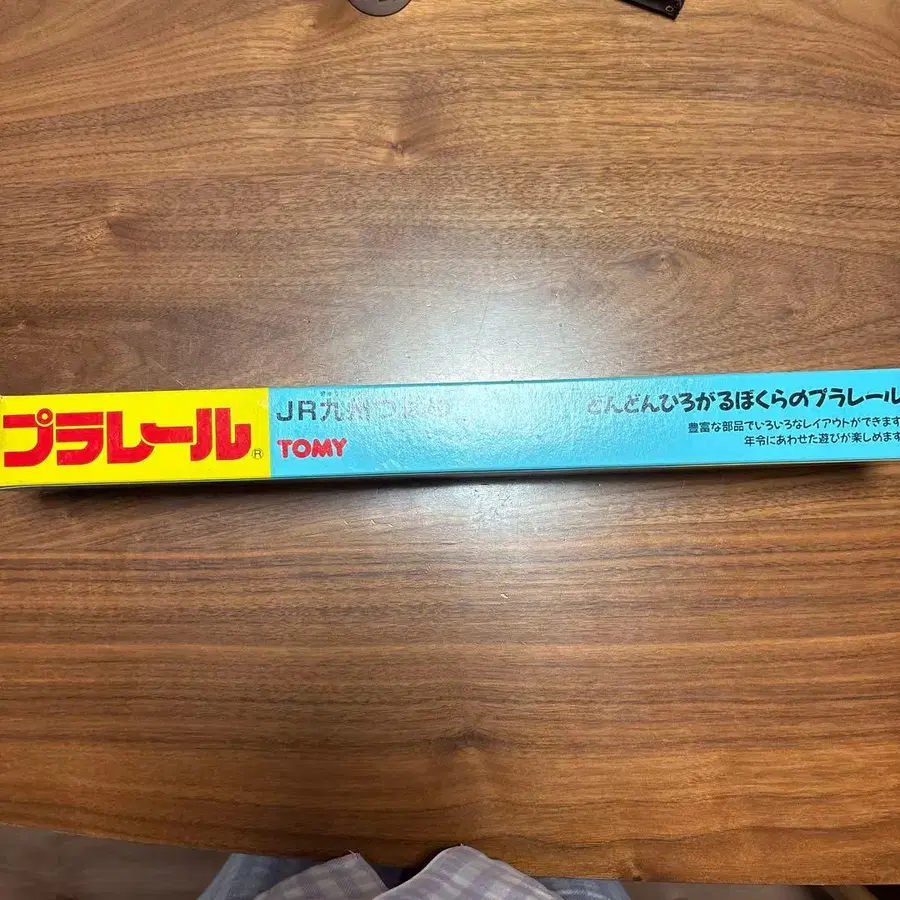 プラレール®
JR九州つばめ
TOMY
どんどんひろがるぼくらのプラレール
豊富な部品でいろいろなレイアウトができます
年令にあわせた遊びが楽しめます